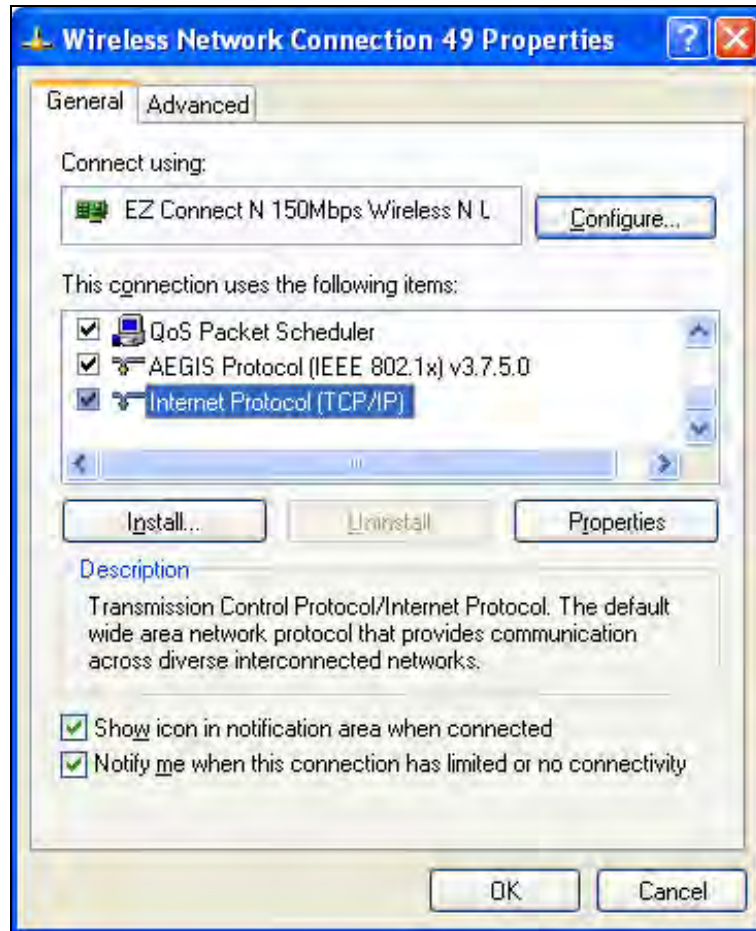 Wireless Network Connection 49 Properties
General Advanced
Connect using:
EZ Connect N 150Mbps Wireless N L
Configure...
This connection uses the following items:
QoS Packet Scheduler
AEGIS Protocol (IEEE 802.1x) v3.7.5.0
Internet Protocol (TCP/IP)
Install... Uninstall Properties
Description
Transmission Control Protocol/Internet Protocol. The default
wide area network protocol that provides communication
across diverse interconnected networks.
Show icon in notification area when connected
Notify me when this connection has limited or no connectivity
OK Cancel